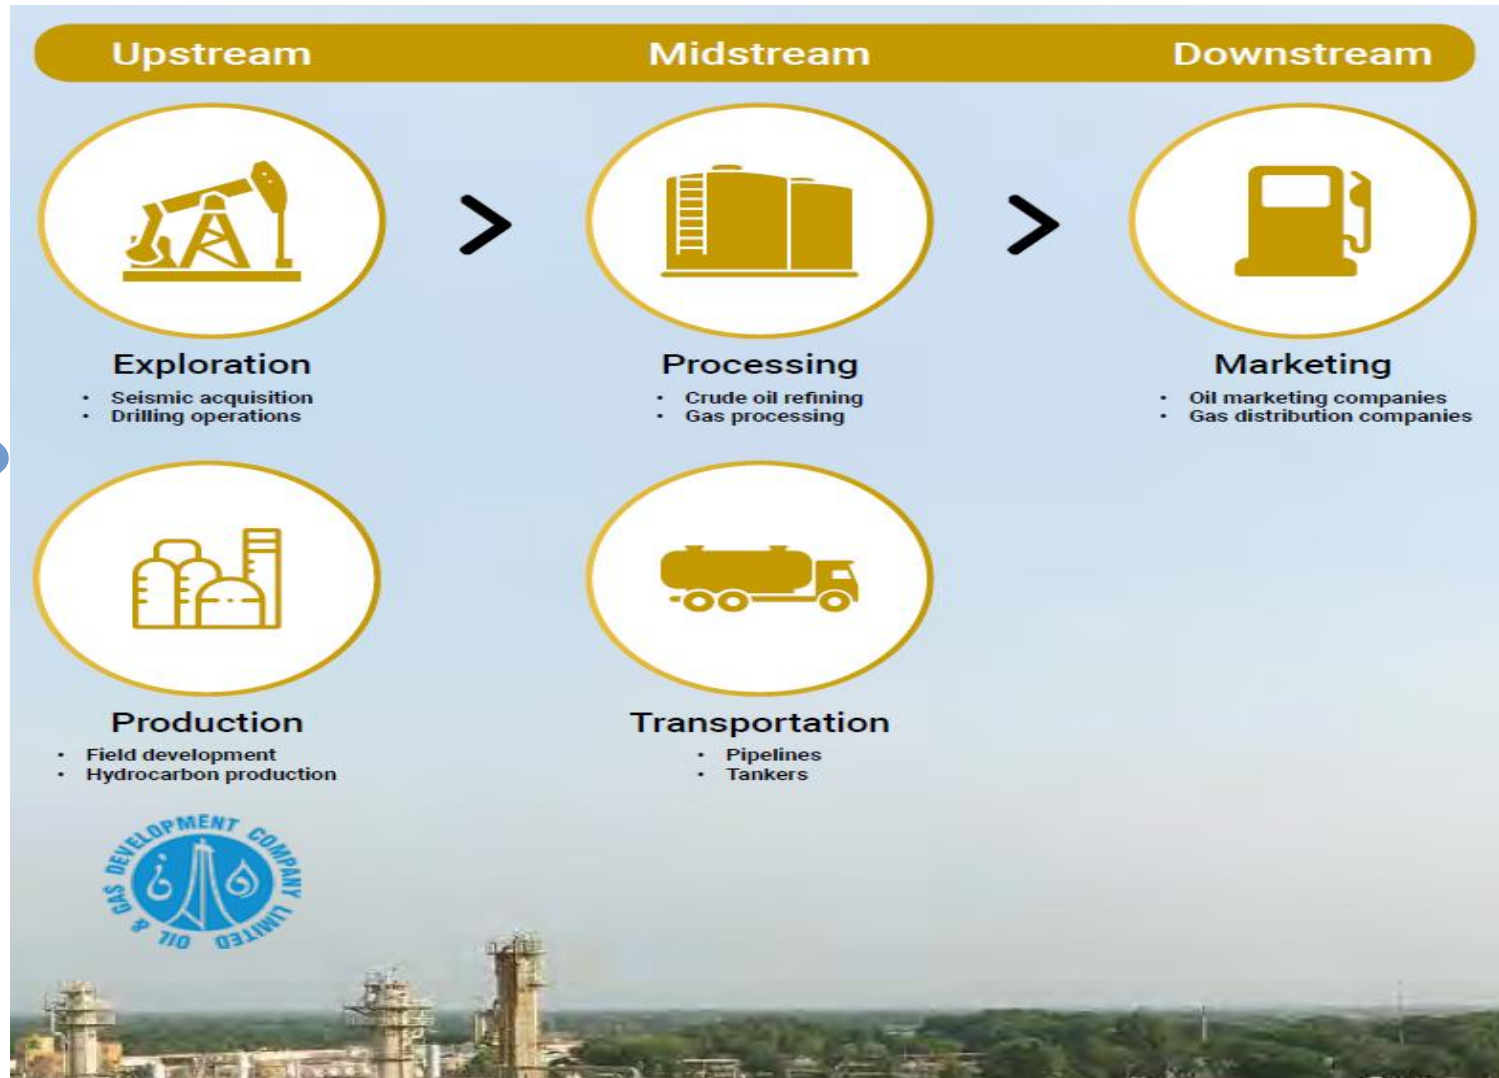 Upstream
Midstream
Downstream
Exploration
• Seismic acquisition
• Drilling operations
Processing
• Crude oil refining
• Gas processing
Marketing
• Oil marketing companies
• Gas distribution companies
Production
• Field development
• Hydrocarbon production
Transportation
• Pipelines
• Tankers
OIL & GAS DEVELOPMENT COMPANY LIMITED